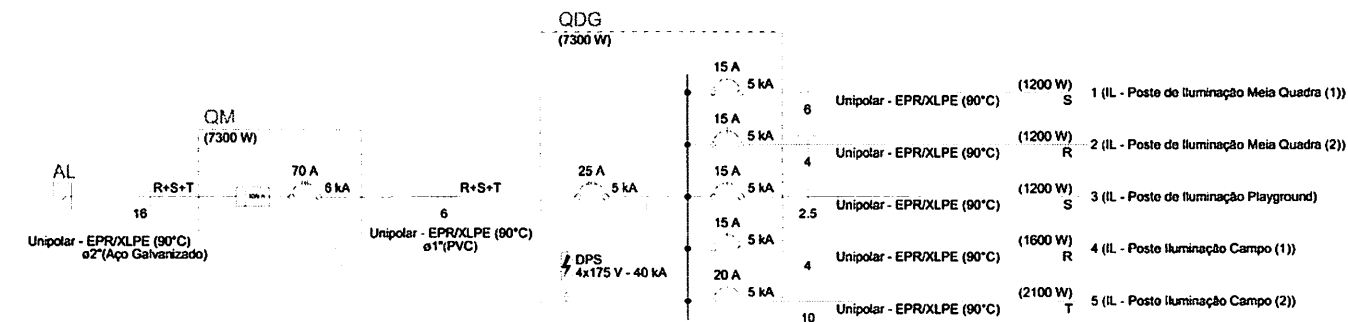 QDG
(7300 W)
15 A
5 kA
6
Unipolar - EPR/XLPE (90°C)
(1200 W)
S
1 (IL - Poste de Iluminação Meia Quadra (1))
15 A
5 kA
4
Unipolar - EPR/XLPE (90°C)
(1200 W)
R
2 (IL - Poste de Iluminação Meia Quadra (2))
QM
(7300 W)
AL
R+S+T
16
Unipolar - EPR/XLPE (90°C)
ø2"(Aço Galvanizado)
70 A
6 kA
R+S+T
6
Unipolar - EPR/XLPE (90°C)
ø1"(PVC)
25 A
5 kA
15 A
5 kA
2.5
Unipolar - EPR/XLPE (90°C)
(1200 W)
S
3 (IL - Poste de Iluminação Playground)
15 A
5 kA
4
Unipolar - EPR/XLPE (90°C)
(1600 W)
R
4 (IL - Poste Iluminação Campo (1))
DPS
4x175 V - 40 kA
20 A
5 kA
10
Unipolar - EPR/XLPE (90°C)
(2100 W)
T
5 (IL - Poste Iluminação Campo (2))